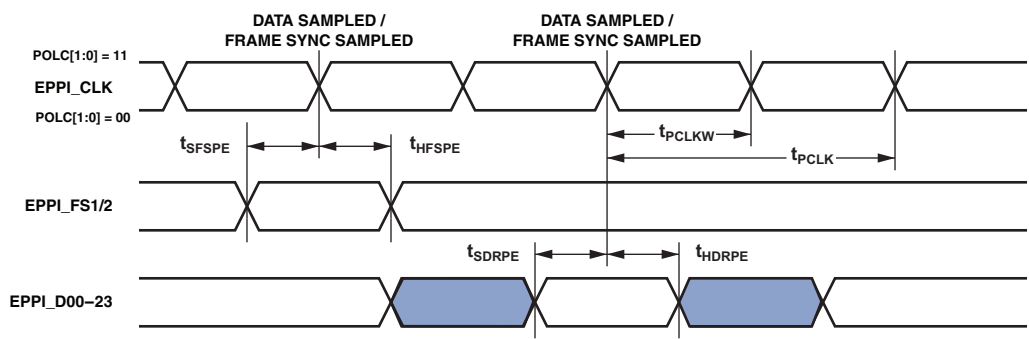 DATA SAMPLED /
FRAME SYNC SAMPLED
DATA SAMPLED /
FRAME SYNC SAMPLED
POLC[1:0] = 11
EPPI_CLK
POLC[1:0] = 00
tSFSPE
tHFSPE
tPCLKW
tPCLK
EPPI_FS1/2
tSDRPE
tHDRPE
EPPI_D00–23